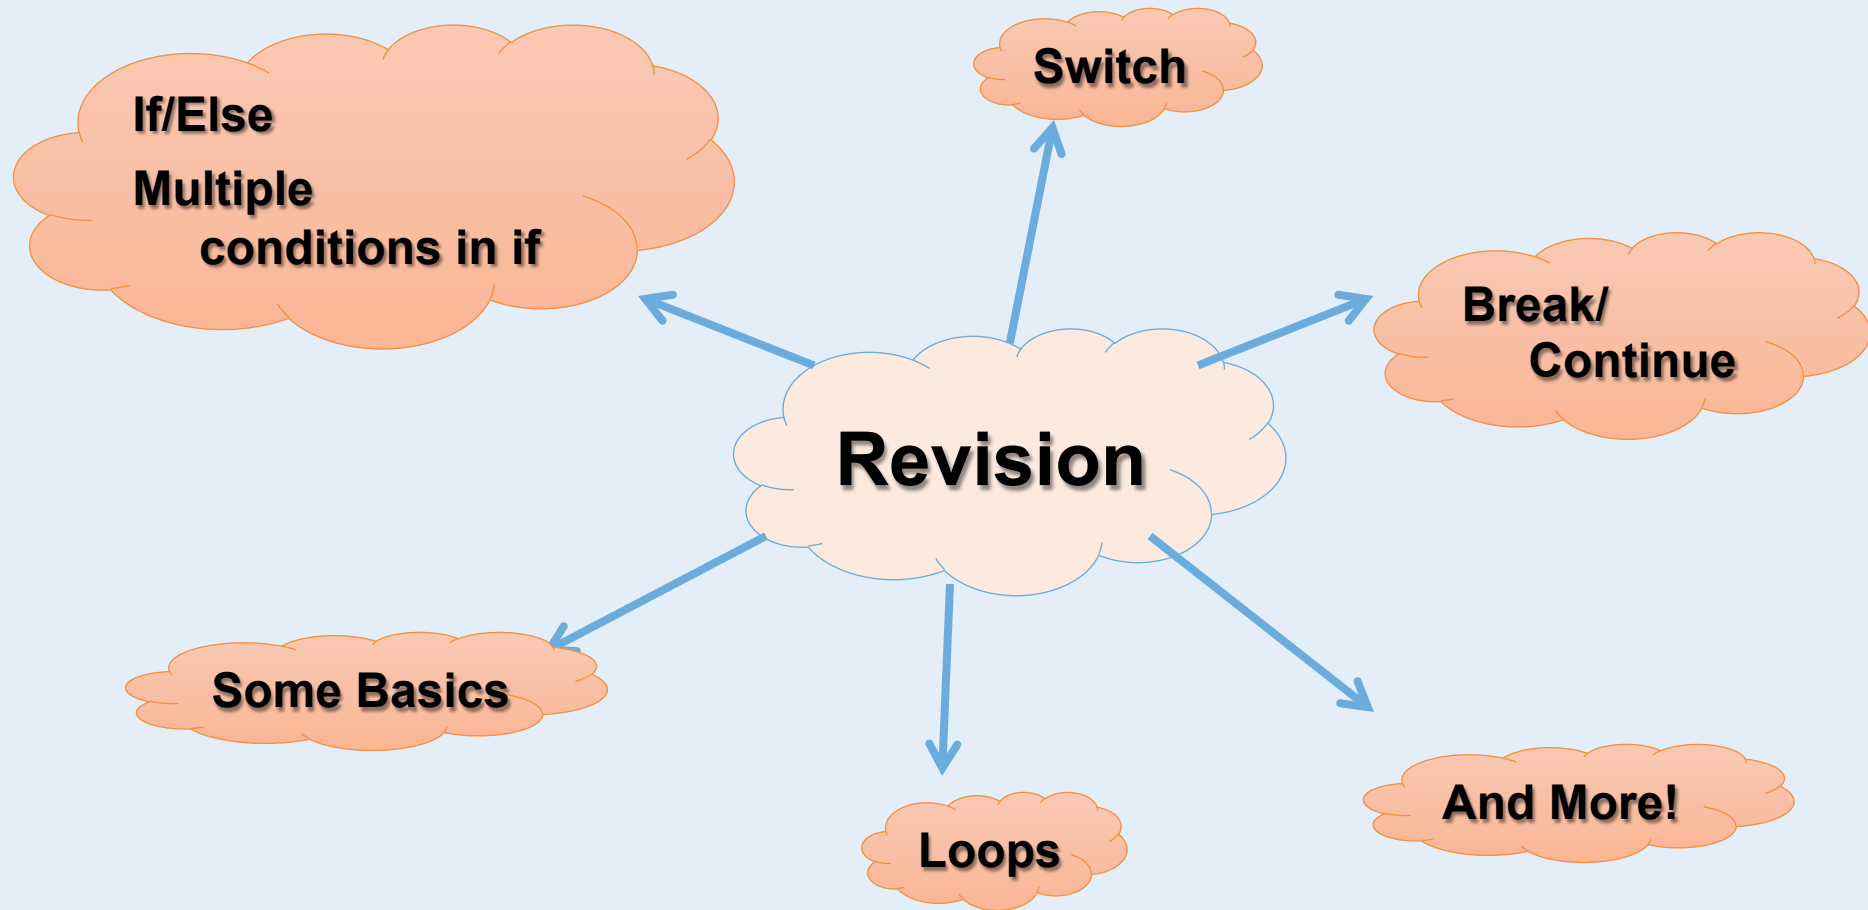 Switch
If/Else
Multiple
conditions in if
Break/
Continue
Revision
Some Basics
And More!
Loops